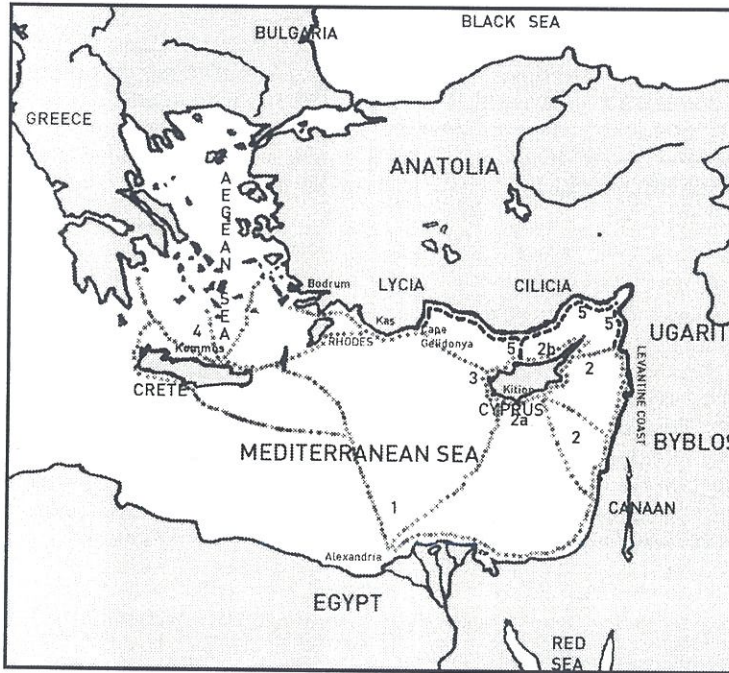 BLACK SEA
BULGARIA
GREECE
ANATOLIA
AEGEAN SEA
Bodrum
LYCIA
CILICIA
Kas
Cape
Gelidonya
RHODES
5
5
5
2b
UGARIT
4
Kommos
CRETE
3
Kition
CYPRUS
2a
2
2
LEVANTINE COAST
MEDITERRANEAN SEA
BYBLOS
1
CANAAN
Alexandria
EGYPT
RED
SEA